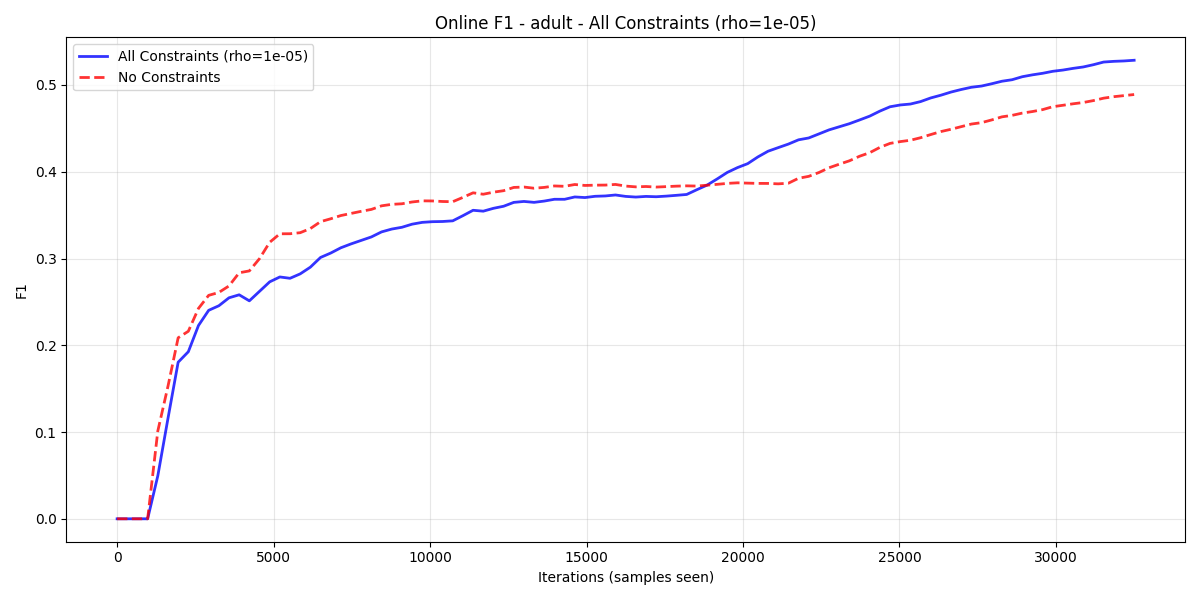 Online F1 - adult - All Constraints (rho=1e-05)
All Constraints (rho=1e-05)
No Constraints
F1
0.5
0.4
0.3
0.2
0.1
0.0
0 5000 10000 15000 20000 25000 30000
Iterations (samples seen)